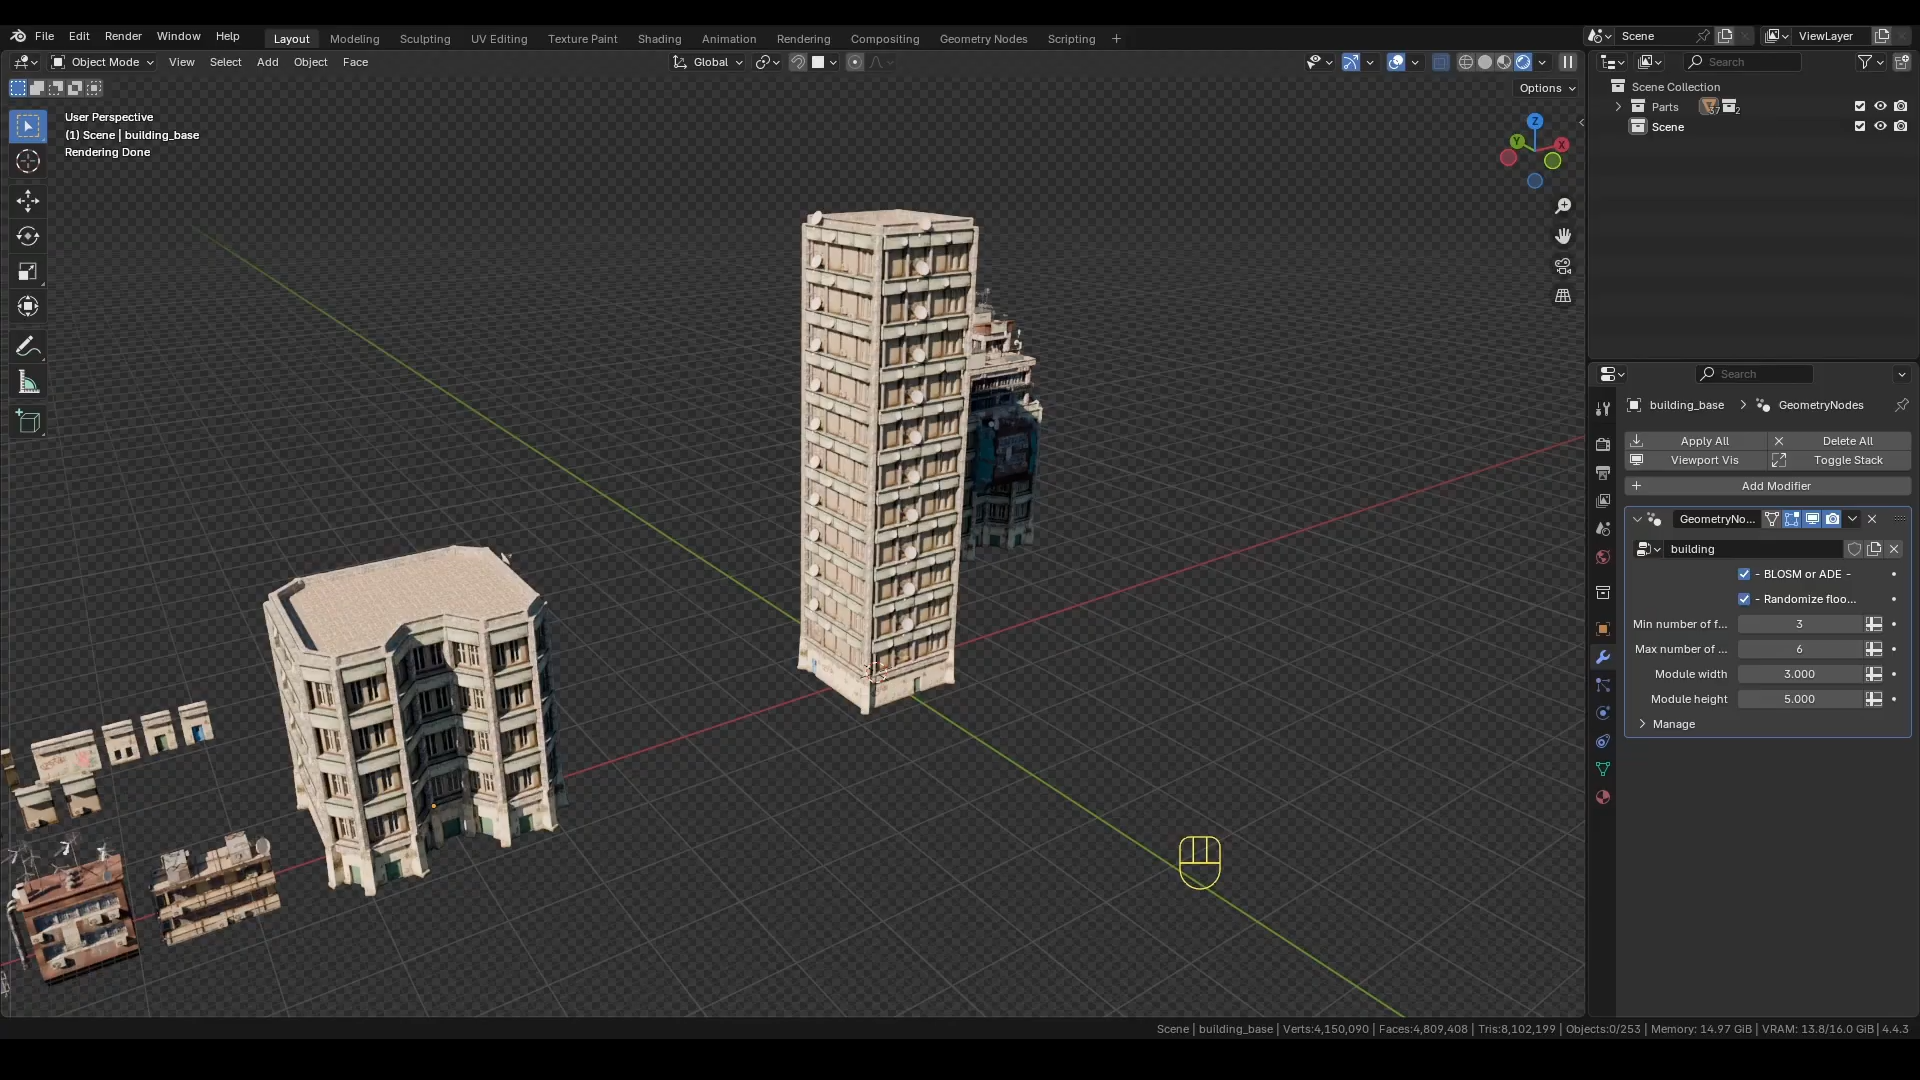 File Edit Render Window Help
Layout Modeling Sculpting UV Editing Texture Paint Shading Animation Rendering Compositing Geometry Nodes Scripting +
Scene
ViewLayer
Object Mode View Select Add Object Face
Global
Options
User Perspective
(1) Scene | building_base
Rendering Done
Z
Y
X
Search
Scene Collection
Parts 37 2
Scene
Search
building_base > GeometryNodes
Apply All
Delete All
Viewport Vis
Toggle Stack
Add Modifier
GeometryNo...
building
- BLOSM or ADE -
- Randomize floo...
Min number of f... 3
Max number of ... 6
Module width 3.000
Module height 5.000
Manage
Scene | building_base | Verts:4,150,090 | Faces:4,809,408 | Tris:8,102,199 | Objects:0/253 | Memory: 14.97 GiB | VRAM: 13.8/16.0 GiB | 4.4.3